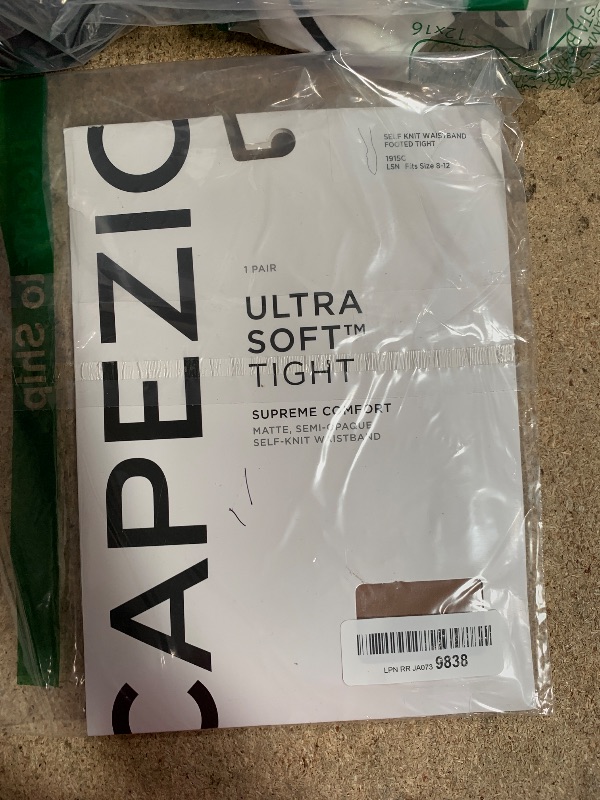 12x16
SELF KNIT WAISTBAND
FOOTED TIGHT
1915C
LSN Fits Size 8-12
CAPEZIO
1 PAIR
ULTRA
SOFT™
TIGHT
SUPREME COMFORT
MATTE, SEMI-OPAQUE
SELF-KNIT WAISTBAND
to Ship
LPN RR JA073 9838